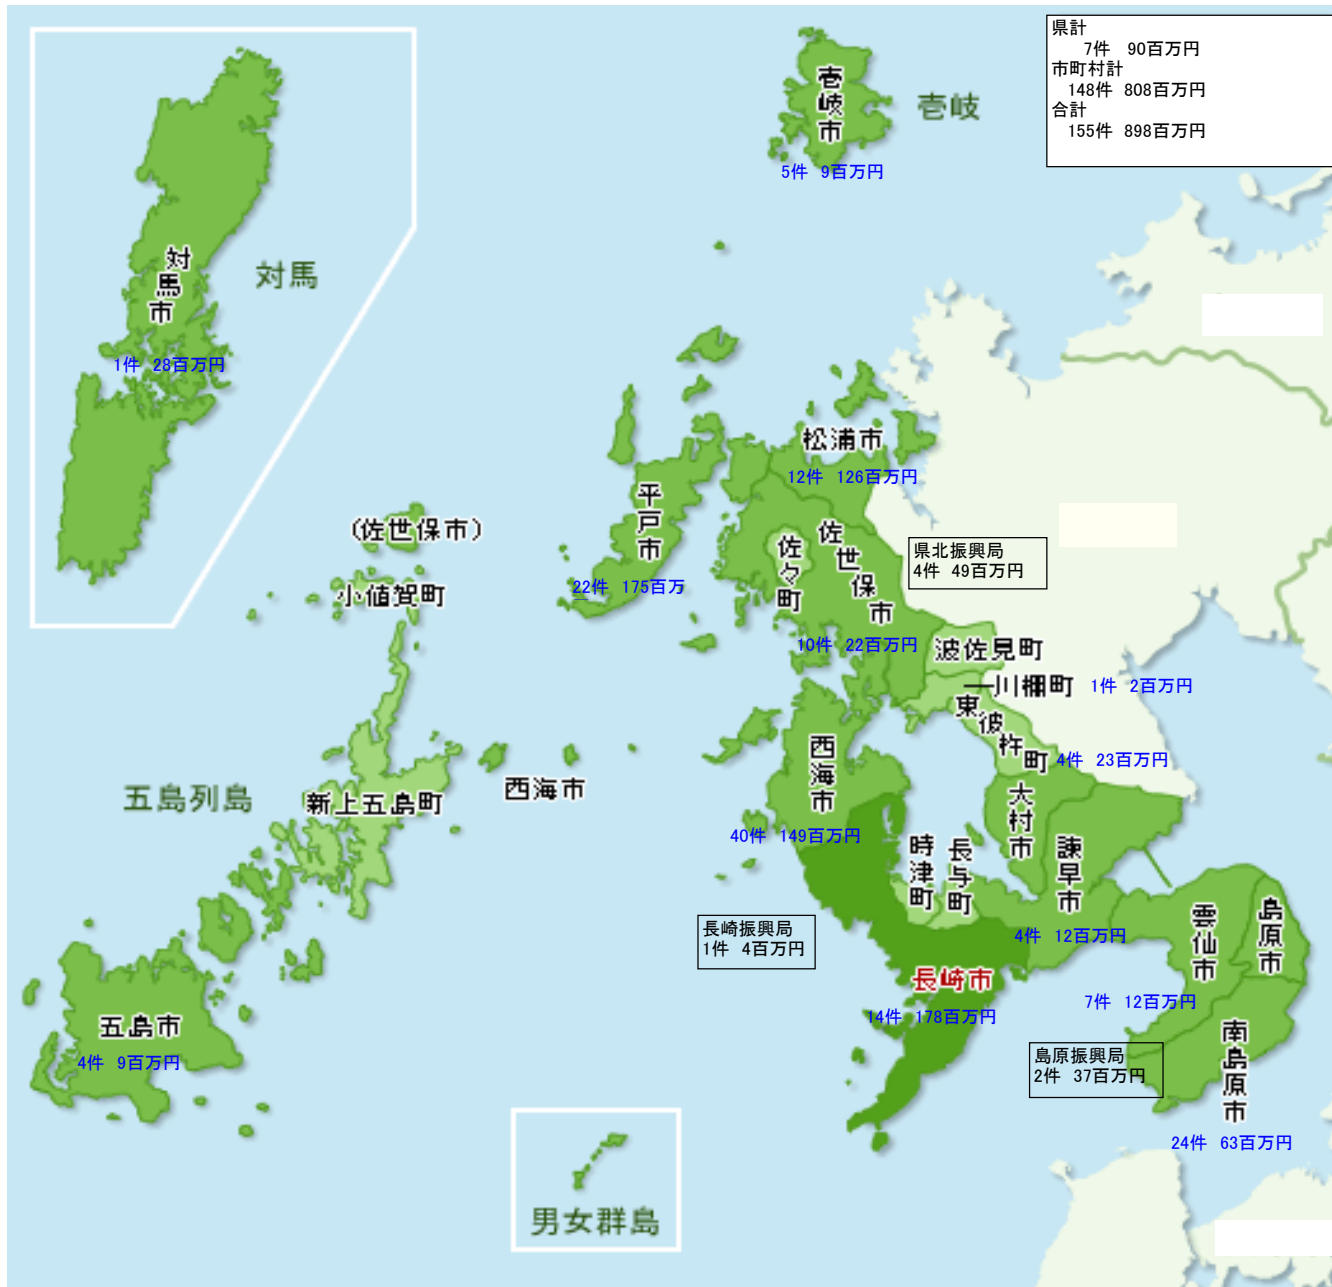 県計
7件 90百万円
市町村計
148件 808百万円
合計
155件 898百万円
壱岐市
壱岐
5件 9百万円
対馬市
対馬
1件 28百万円
松浦市
12件 126百万円
平戸市
22件 175百万
(佐世保市)
小値賀町
佐々町
佐世保市
10件 22百万円
県北振興局
4件 49百万円
波佐見町
川棚町
1件 2百万円
東彼杵町
4件 23百万円
西海市
40件 149百万円
西海市
五島列島
新上五島町
大村市
諫早市
4件 12百万円
時津町
長与町
長崎振興局
1件 4百万円
長崎市
14件 178百万円
雲仙市
7件 12百万円
島原市
島原振興局
2件 37百万円
南島原市
24件 63百万円
五島市
4件 9百万円
男女群島